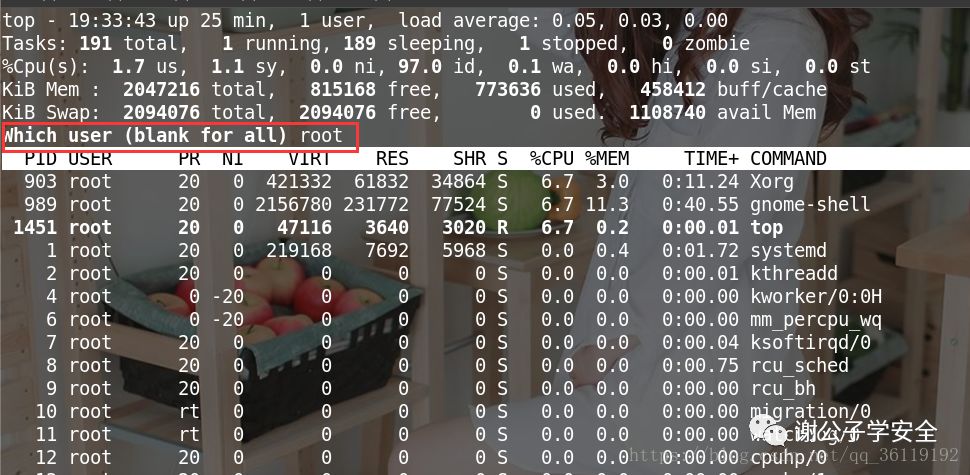 top - 19:33:43 up 25 min,  1 user,  load average: 0.05, 0.03, 0.00
Tasks: 191 total,   1 running, 189 sleeping,   1 stopped,   0 zombie
%Cpu(s):  1.7 us,  1.1 sy,  0.0 ni, 97.0 id,  0.1 wa,  0.0 hi,  0.0 si,  0.0 st
KiB Mem :  2047216 total,   815168 free,   773636 used,   458412 buff/cache
KiB Swap:  2094076 total,  2094076 free,        0 used.  1108740 avail Mem
Which user (blank for all) root
PID USER PR NI VIRT RES SHR S %CPU %MEM TIME+ COMMAND
903 root 20 0 421332 61832 34864 S 6.7 3.0 0:11.24 Xorg
989 root 20 0 2156780 231772 77524 S 6.7 11.3 0:40.55 gnome-shell
1451 root 20 0 47116 3640 3020 R 6.7 0.2 0:00.01 top
1 root 20 0 219168 7692 5968 S 0.0 0.4 0:01.72 systemd
2 root 20 0 0 0 0 S 0.0 0.0 0:00.01 kthreadd
4 root 0 -20 0 0 0 S 0.0 0.0 0:00.00 kworker/0:0H
6 root 0 -20 0 0 0 S 0.0 0.0 0:00.00 mm_percpu_wq
7 root 20 0 0 0 0 S 0.0 0.0 0:00.04 ksoftirqd/0
8 root 20 0 0 0 0 S 0.0 0.0 0:00.75 rcu_sched
9 root 20 0 0 0 0 S 0.0 0.0 0:00.00 rcu_bh
10 root rt 0 0 0 0 S 0.0 0.0 0:00.00 migration/0
11 root rt 0 0 0 0 S 0.0 0.0 0:00.00
谢公子学安全
12 root 20 0 0 0 0 S 0.0 0.0 0:00.00 cpuhp/0
https://blog.csdn.net/qq_36119192